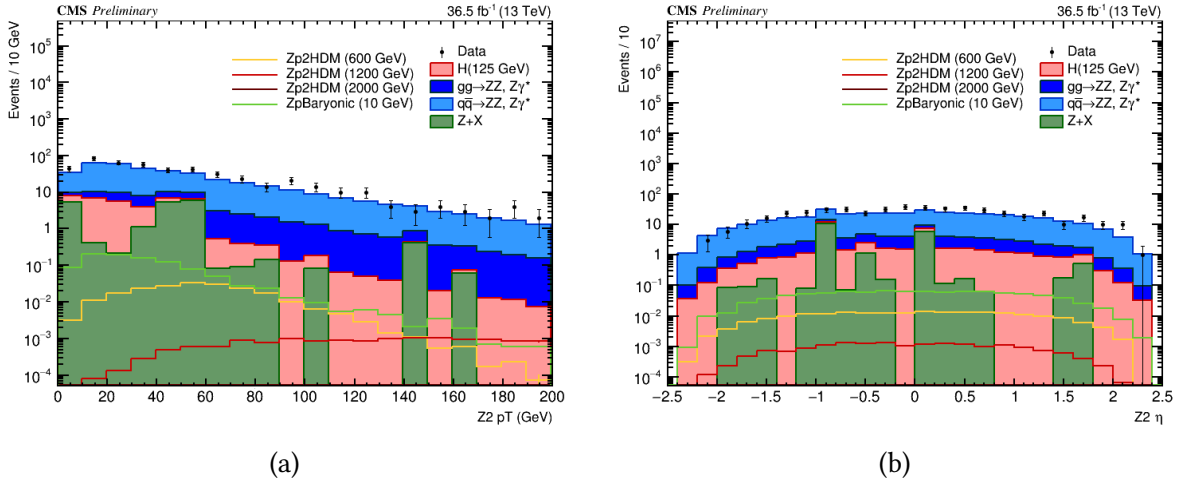 CMS Preliminary
36.5 fb⁻¹ (13 TeV)
Events / 10 GeV
10⁵
10⁴
10³
10²
10
1
10⁻¹
10⁻²
10⁻³
10⁻⁴
Zp2HDM (600 GeV)
Zp2HDM (1200 GeV)
Zp2HDM (2000 GeV)
ZpBaryonic (10 GeV)
Data
H(125 GeV)
gg→ZZ, Zγ*
qq̄→ZZ, Zγ*
Z+X
0 20 40 60 80 100 120 140 160 180 200
Z2 pT (GeV)
(a)
CMS Preliminary
36.5 fb⁻¹ (13 TeV)
Events / 10
10⁷
10⁶
10⁵
10⁴
10³
10²
10
1
10⁻¹
10⁻²
10⁻³
10⁻⁴
Zp2HDM (600 GeV)
Zp2HDM (1200 GeV)
Zp2HDM (2000 GeV)
ZpBaryonic (10 GeV)
Data
H(125 GeV)
gg→ZZ, Zγ*
qq̄→ZZ, Zγ*
Z+X
−2.5 −2 −1.5 −1 −0.5 0 0.5 1 1.5 2 2.5
Z2 η
(b)